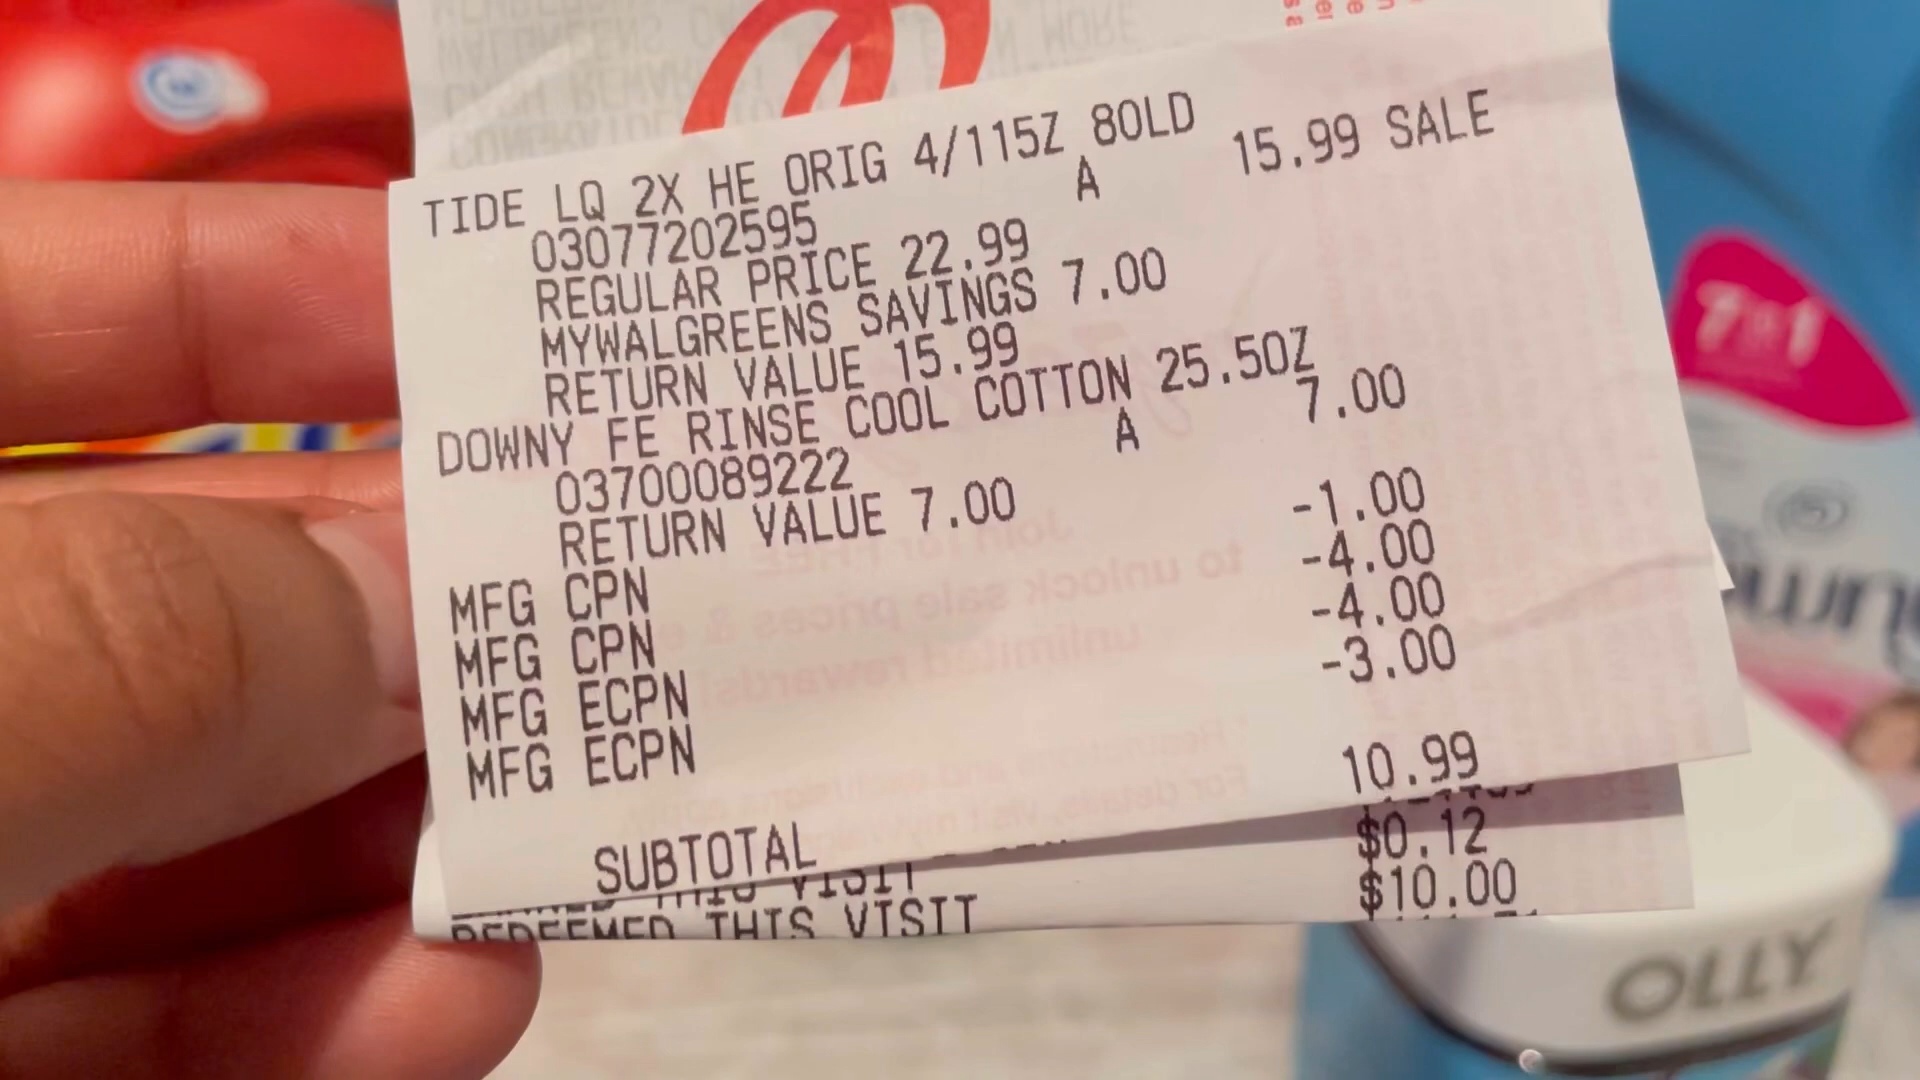 TIDE LQ 2X HE ORIG 4/115Z 80LD
03077202595 A 15.99 SALE
REGULAR PRICE 22.99
MYWALGREENS SAVINGS 7.00
RETURN VALUE 15.99
DOWNY FE RINSE COOL COTTON 25.50Z
03700089222 A 7.00
RETURN VALUE 7.00
MFG CPN -1.00
MFG CPN -4.00
MFG ECPN -4.00
MFG ECPN -3.00
SUBTOTAL 10.99
THIS VISIT $0.12
REDEEMED THIS VISIT $10.00
OLLY